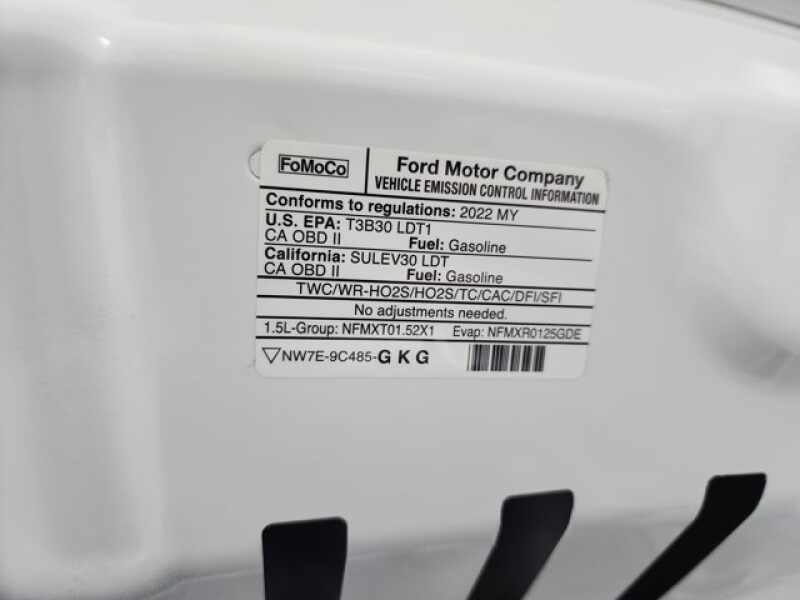 FoMoCo
Ford Motor Company
VEHICLE EMISSION CONTROL INFORMATION
Conforms to regulations: 2022 MY
U.S. EPA: T3B30 LDT1
CA OBD II Fuel: Gasoline
California: SULEV30 LDT
CA OBD II Fuel: Gasoline
TWC/WR-HO2S/HO2S/TC/CAC/DFI/SFI
No adjustments needed.
1.5L-Group: NFMXT01.52X1 Evap: NFMXR0125GDE
NW7E-9C485-G K G